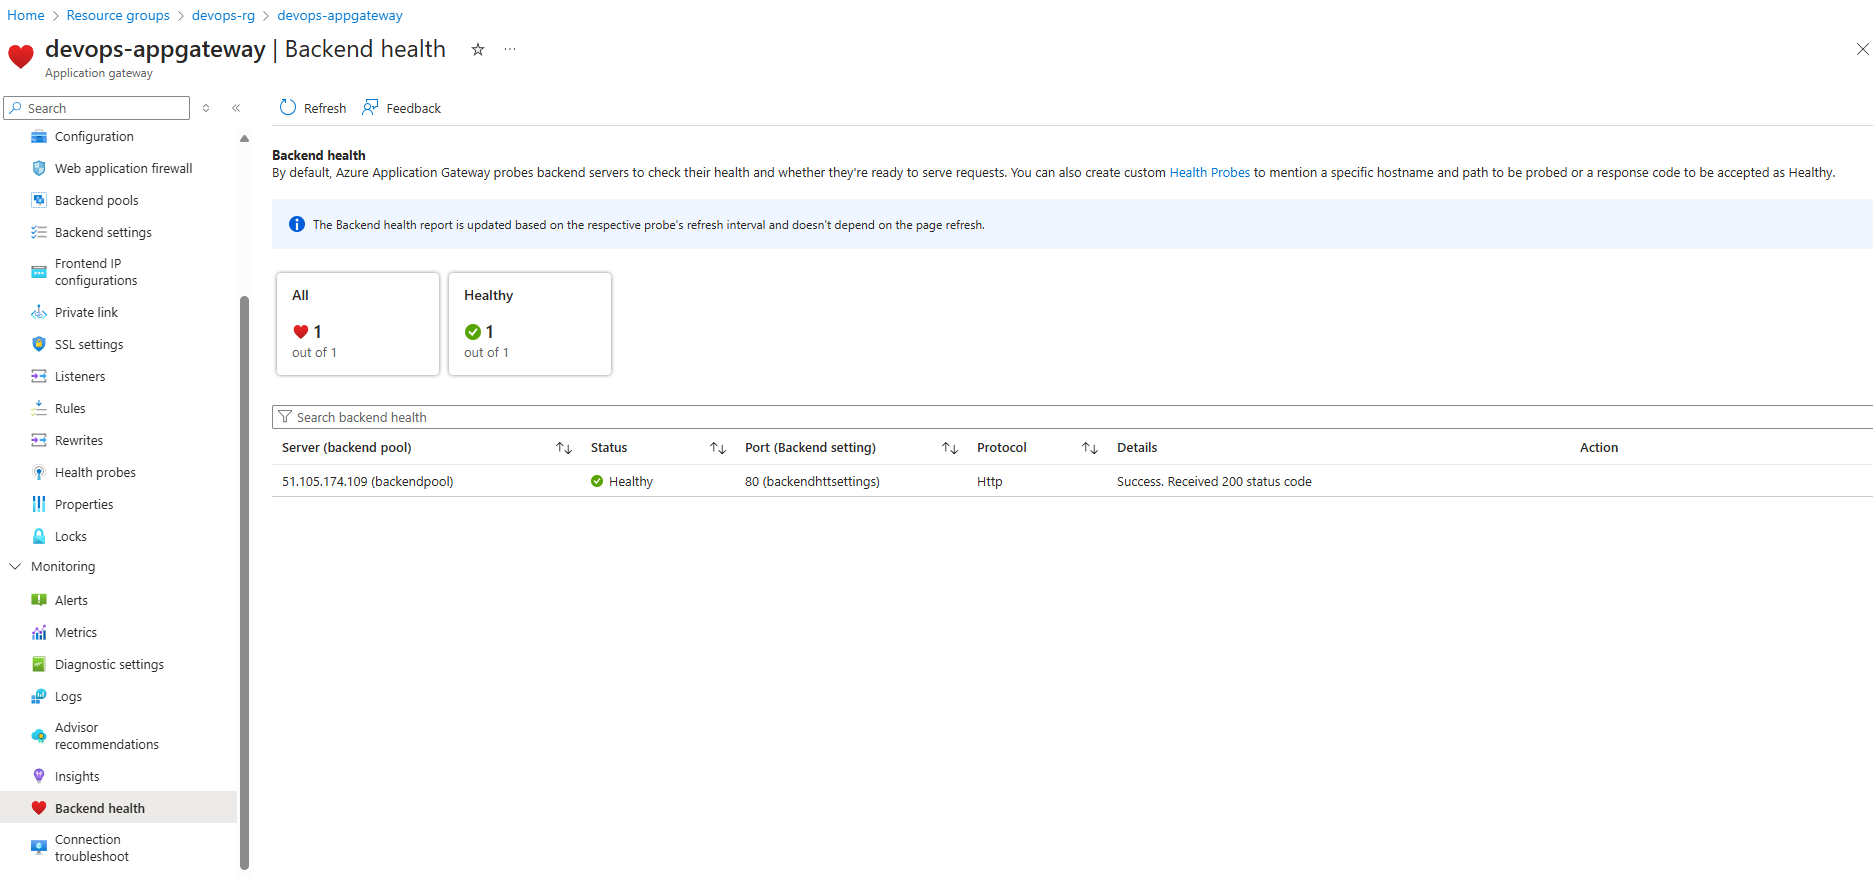 Home > Resource groups > devops-rg > devops-appgateway
devops-appgateway | Backend health
Application gateway
Search
Configuration
Web application firewall
Backend pools
Backend settings
Frontend IP
configurations
Private link
SSL settings
Listeners
Rules
Rewrites
Health probes
Properties
Locks
Monitoring
Alerts
Metrics
Diagnostic settings
Logs
Advisor
recommendations
Insights
Backend health
Connection
troubleshoot
Refresh Feedback
Backend health
By default, Azure Application Gateway probes backend servers to check their health and whether they're ready to serve requests. You can also create custom Health Probes to mention a specific hostname and path to be probed or a response code to be accepted as Healthy.
The Backend health report is updated based on the respective probe's refresh interval and doesn't depend on the page refresh.
All
1
out of 1
Healthy
1
out of 1
Search backend health
Server (backend pool) Status Port (Backend setting) Protocol Details Action
51.105.174.109 (backendpool) Healthy 80 (backendhttsettings) Http Success. Received 200 status code